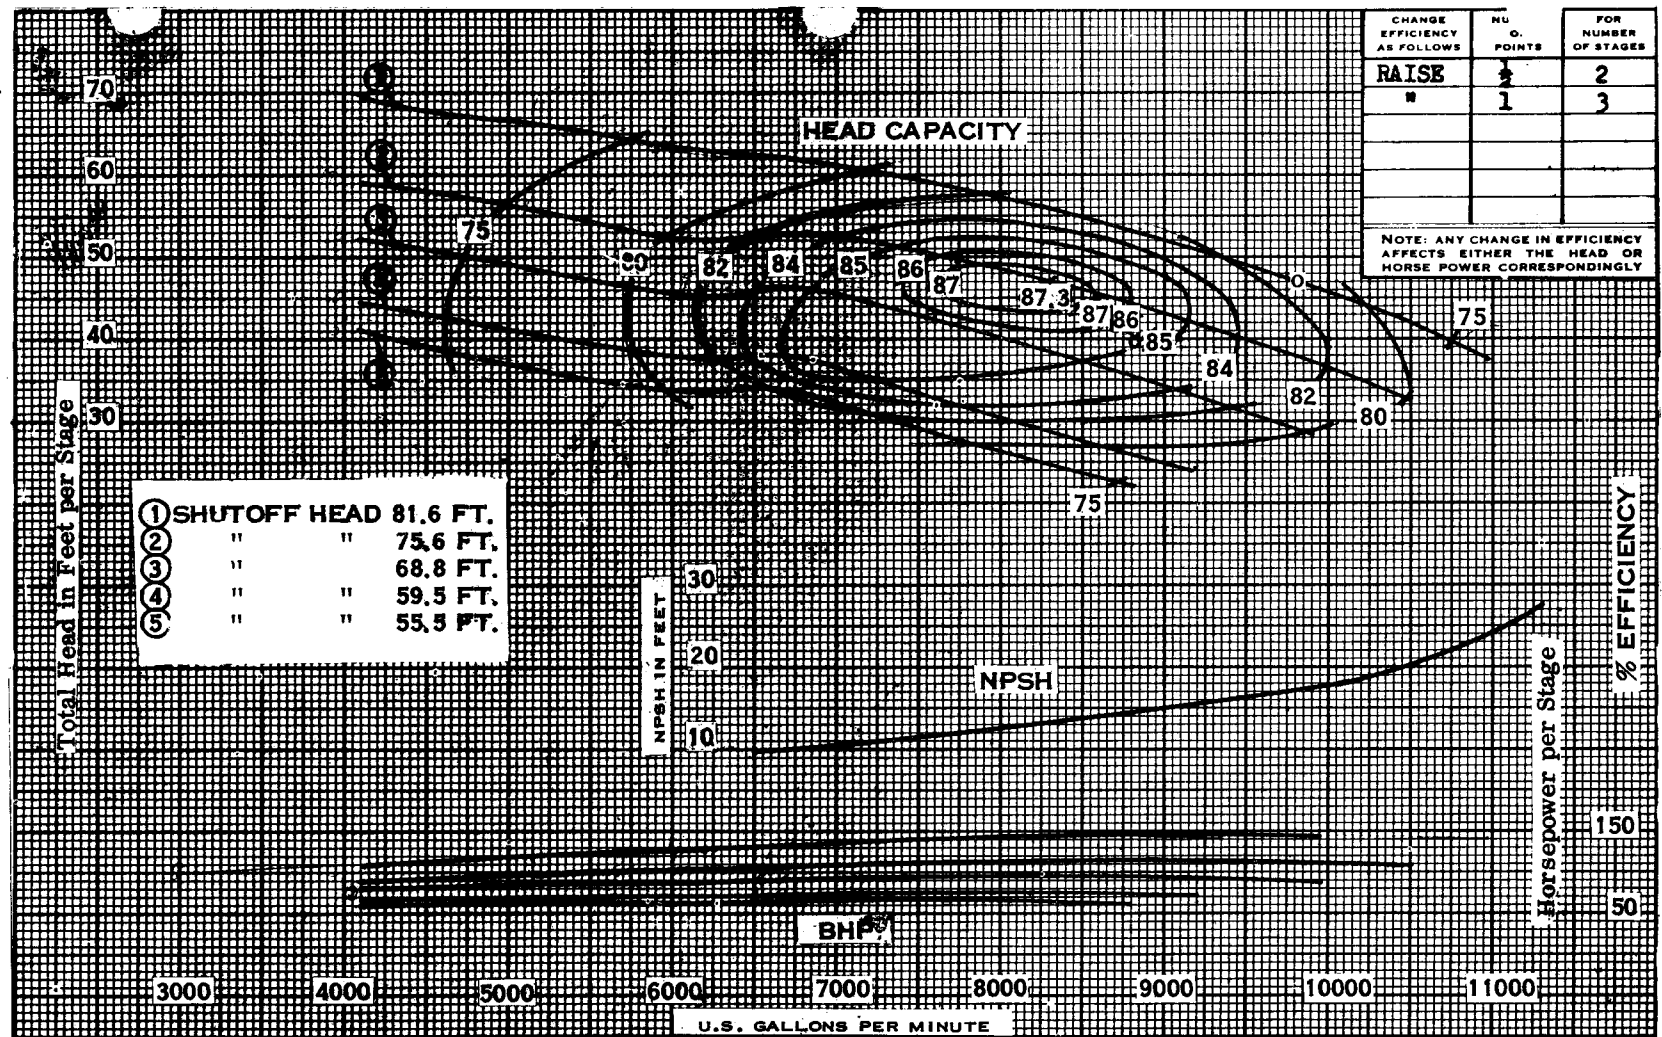 CHANGE EFFICIENCY AS FOLLOWS
NU O. POINTS
FOR NUMBER OF STAGES
RAISE 2
" 1 3
NOTE: ANY CHANGE IN EFFICIENCY
AFFECTS EITHER THE HEAD OR
HORSE POWER CORRESPONDINGLY
HEAD CAPACITY
70
60
50
40
30
Total Head in Feet per Stage
75
80
82
84
85
86
87
87.3
87
86
85
84
82
80
75
75
① SHUTOFF HEAD 81.6 FT.
② " " 75.6 FT.
③ " 68.8 FT.
④ " " 59.5 FT.
⑤ " " 55.5 FT.
NPSH IN FEET
30
20
10
NPSH
% EFFICIENCY
Horsepower per Stage
150
50
BHP
3000 4000 5000 6000 7000 8000 9000 10000 11000
U.S. GALLONS PER MINUTE